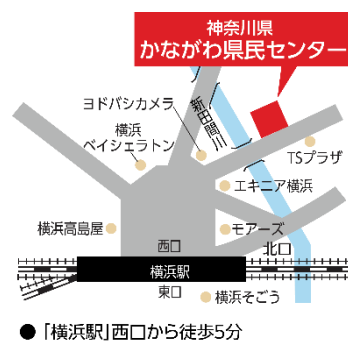 神奈川県
かながわ県民センター
ヨドバシカメラ
新田間川
横浜
ベイシェラトン
TSプラザ
エキニア横浜
横浜高島屋
モアーズ
西口
北口
横浜駅
東口
横浜そごう
● 「横浜駅」西口から徒歩5分